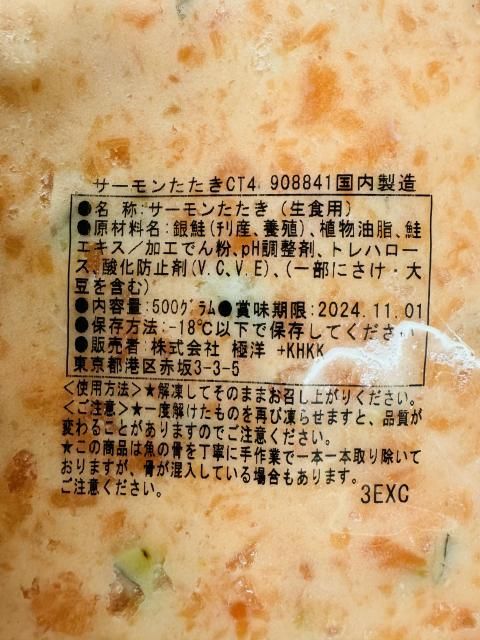 サーモンたたきCT4 908841国内製造
●名 称:サーモンたたき (生食用)
●原材料名:銀鮭(ﾁﾘ産、養殖)、植物油脂、鮭
エキス/加工でん粉、pH調整剤、トレハロー
ス、酸化防止剤(V.C,V.E)、(一部にさけ・大
豆を含む)
●内容量:500ｸﾞﾗﾑ●賞味期限:2024.11.01
●保存方法:-18℃以下で保存してください
●販売者:株式会社 極洋 +KHKK
東京都港区赤坂3-3-5
<使用方法>★解凍してそのままお召し上がりください。
<ご注意>★一度解けたものを再び凍らせますと、品質が
変わることがありますのでご注意ください。
★この商品は魚の骨を丁寧に手作業で一本一本取り除いて
おりますが、骨が混入している場合もあります。
ご注意ください。
3EXC